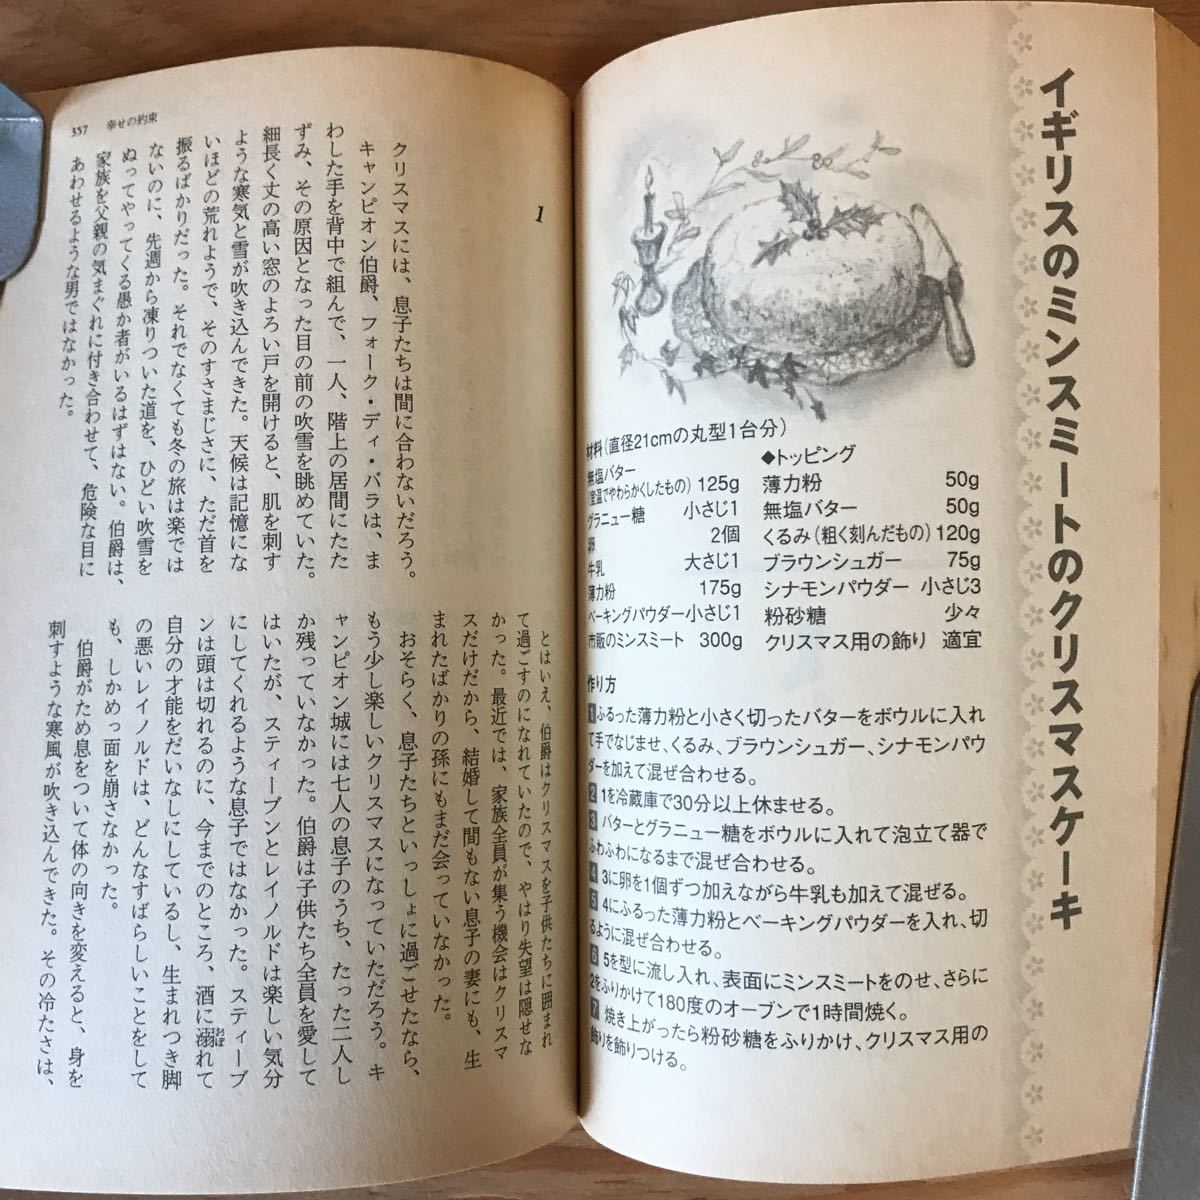 イギリスのミンスミートのクリスマスケーキ
材料（直径21cmの丸型1台分）
無塩バター
（室温でやわらかくしたもの）125g
グラニュー糖 小さじ1
卵 2個
牛乳 大さじ1
薄力粉 175g
ベーキングパウダー 小さじ1
市販のミンスミート 300g
◆トッピング
薄力粉 50g
無塩バター 50g
くるみ（粗く刻んだもの）120g
ブラウンシュガー 75g
シナモンパウダー 小さじ3
粉砂糖 少々
クリスマス用の飾り 適宜
作り方
1 ふるった薄力粉と小さく切ったバターをボウルに入れ
て手でなじませ、くるみ、ブラウンシュガー、シナモンパウ
ダーを加えて混ぜ合わせる。
2 1を冷蔵庫で30分以上休ませる。
3 バターとグラニュー糖をボウルに入れて泡立て器で
ふわふわになるまで混ぜ合わせる。
4 3に卵を1個ずつ加えながら牛乳も加えて混ぜる。
5 4にふるった薄力粉とベーキングパウダーを入れ、切
るように混ぜ合わせる。
6 5を型に流し入れ、表面にミンスミートをのせ、さらに
2をふりかけて180度のオーブンで1時間焼く。
7 焼き上がったら粉砂糖をふりかけ、クリスマス用の
飾りを飾りつける。
357 幸せの約束
1
クリスマスには、息子たちは間に合わないだろう。
キャンピオン伯爵、フォーク・ディ・バラは、ま
わした手を背中で組んで、一人、階上の居間にたた
ずみ、その原因となった目の前の吹雪を眺めていた。
細長く丈の高い窓のよろい戸を開けると、肌を刺す
ような寒気と雪が吹き込んできた。天候は記憶にな
いほどの荒れようで、そのすさまじさに、ただ首を
振るばかりだった。それでなくても冬の旅は楽では
ないのに、先週から凍りついた道を、ひどい吹雪を
ぬってやってくる愚か者がいるはずはない。伯爵は、
家族を父親の気まぐれに付き合わせて、危険な目に
あわせるような男ではなかった。
とはいえ、伯爵はクリスマスを子供たちに囲まれ
て過ごすのになれていたので、やはり失望は隠せな
かった。最近では、家族全員が集う機会はクリスマ
スだけだから、結婚して間もない息子の妻にも、生
まれたばかりの孫にもまだ会っていなかった。
おそらく、息子たちといっしょに過ごせたなら、
もう少し楽しいクリスマスになっていただろう。キ
ャンピオン城には七人の息子のうち、たった二人し
か残っていなかった。伯爵は子供たち全員を愛して
はいたが、スティーブンとレイノルドは楽しい気分
にしてくれるような息子ではなかった。スティーブ
ンは頭は切れるのに、今までのところ、酒に溺れて
おぼ
自分の才能をだいなしにしているし、生まれつき脚
の悪いレイノルドは、どんなすばらしいことをして
も、しかめっ面を崩さなかった。
伯爵がため息をついて体の向きを変えると、身を
刺すような寒風が吹き込んできた。その冷たさは、